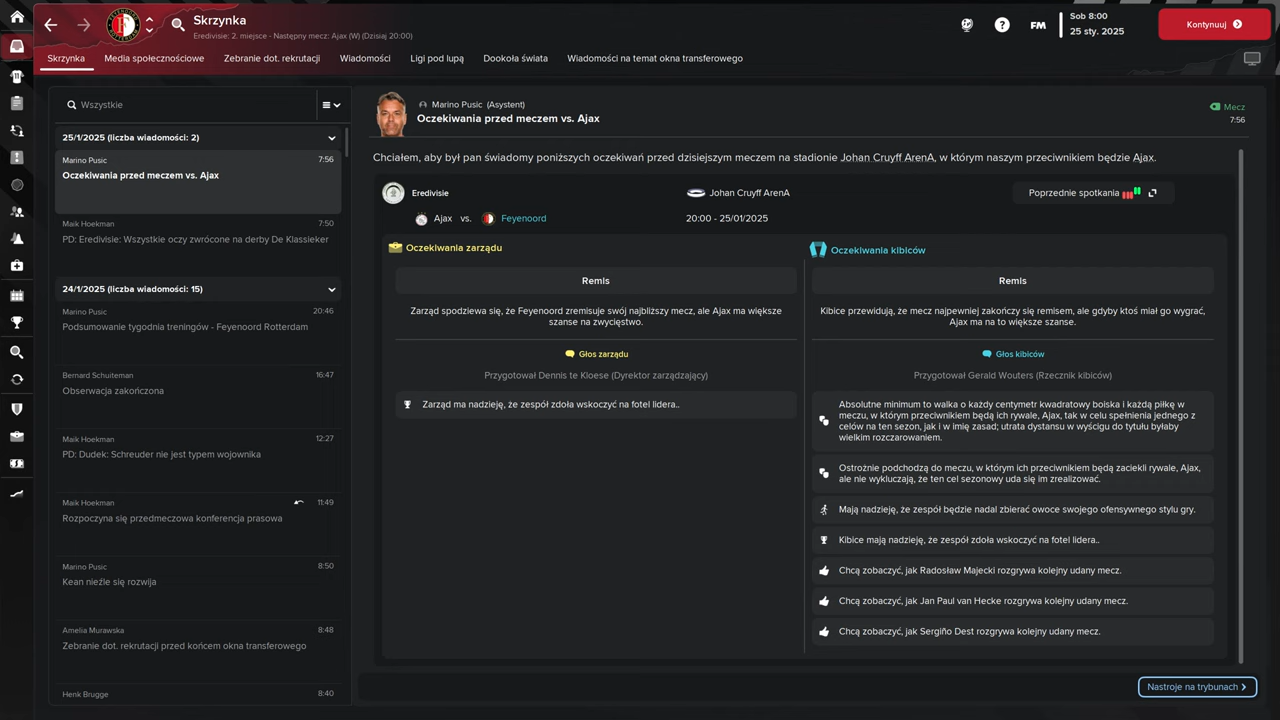 Skrzynka
Eredivisie: 2. miejsce - Następny mecz: Ajax (W) (Dzisiaj 20:00)
FM
Sob 8:00
25 sty. 2025
Kontynuuj
Skrzynka
Media społecznościowe
Zebranie dot. rekrutacji
Wiadomości
Ligi pod lupą
Dookoła świata
Wiadomości na temat okna transferowego
Wszystkie
25/1/2025 (liczba wiadomości: 2)
Marino Pusic 7:56
Oczekiwania przed meczem vs. Ajax
Maik Hoekman 7:50
PD: Eredivisie: Wszystkie oczy zwrócone na derby De Klassieker
24/1/2025 (liczba wiadomości: 15)
Marino Pusic 20:46
Podsumowanie tygodnia treningów - Feyenoord Rotterdam
Bernard Schuiteman 16:47
Obserwacja zakończona
Maik Hoekman 12:27
PD: Dudek: Schreuder nie jest typem wojownika
Maik Hoekman 11:49
Rozpoczyna się przedmeczowa konferencja prasowa
Marino Pusic 8:50
Kean nieźle się rozwija
Amelia Murawska 8:48
Zebranie dot. rekrutacji przed końcem okna transferowego
Henk Brugge 8:40
Marino Pusic (Asystent)
Oczekiwania przed meczem vs. Ajax
Mecz
7:56
Chciałem, aby był pan świadomy poniższych oczekiwań przed dzisiejszym meczem na stadionie Johan Cruyff ArenA, w którym naszym przeciwnikiem będzie Ajax.
Eredivisie
Johan Cruyff ArenA
Poprzednie spotkania
Ajax vs. Feyenoord
20:00 - 25/01/2025
Oczekiwania zarządu
Remis
Zarząd spodziewa się, że Feyenoord zremisuje swój najbliższy mecz, ale Ajax ma większe
szanse na zwycięstwo.
Głos zarządu
Przygotował Dennis te Kloese (Dyrektor zarządzający)
Zarząd ma nadzieję, że zespół zdoła wskoczyć na fotel lidera..
Oczekiwania kibiców
Remis
Kibice przewidują, że mecz najpewniej zakończy się remisem, ale gdyby ktoś miał go wygrać,
Ajax ma na to większe szanse.
Głos kibiców
Przygotował Gerald Wouters (Rzecznik kibiców)
Absolutne minimum to walka o każdy centymetr kwadratowy boiska i każdą piłkę w
meczu, w którym przeciwnikiem będą ich rywale, Ajax, tak w celu spełnienia jednego z
celów na ten sezon, jak i w imię zasad; utrata dystansu w wyścigu do tytułu byłaby
wielkim rozczarowaniem.
Ostrożnie podchodzą do meczu, w którym ich przeciwnikiem będą zaciekli rywale, Ajax,
ale nie wykluczają, że ten cel sezonowy uda się im zrealizować.
Mają nadzieję, że zespół będzie nadal zbierać owoce swojego ofensywnego stylu gry.
Kibice mają nadzieję, że zespół zdoła wskoczyć na fotel lidera..
Chcą zobaczyć, jak Radosław Majecki rozgrywa kolejny udany mecz.
Chcą zobaczyć, jak Jan Paul van Hecke rozgrywa kolejny udany mecz.
Chcą zobaczyć, jak Sergiño Dest rozgrywa kolejny udany mecz.
Nastroje na trybunach